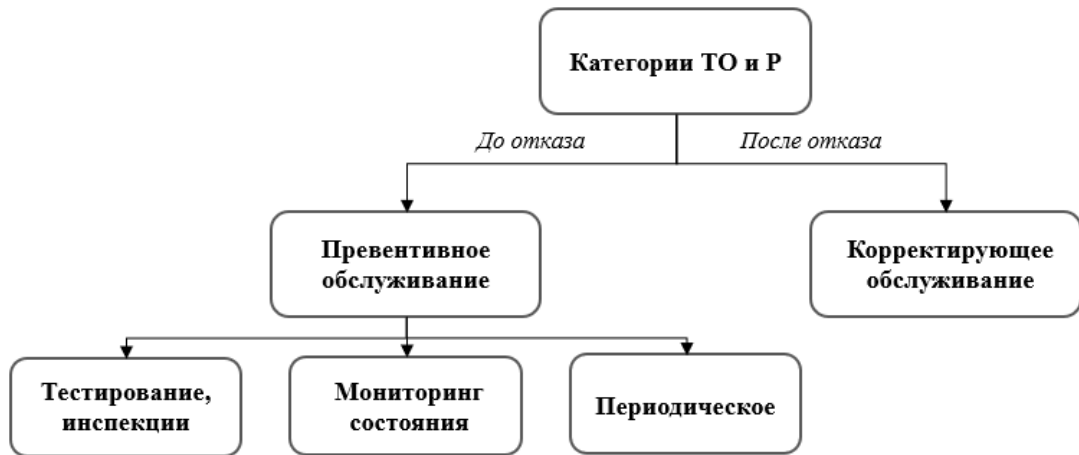 Категории ТО и Р
До отказа
После отказа
Превентивное
обслуживание
Корректирующее
обслуживание
Тестирование,
инспекции
Мониторинг
состояния
Периодическое